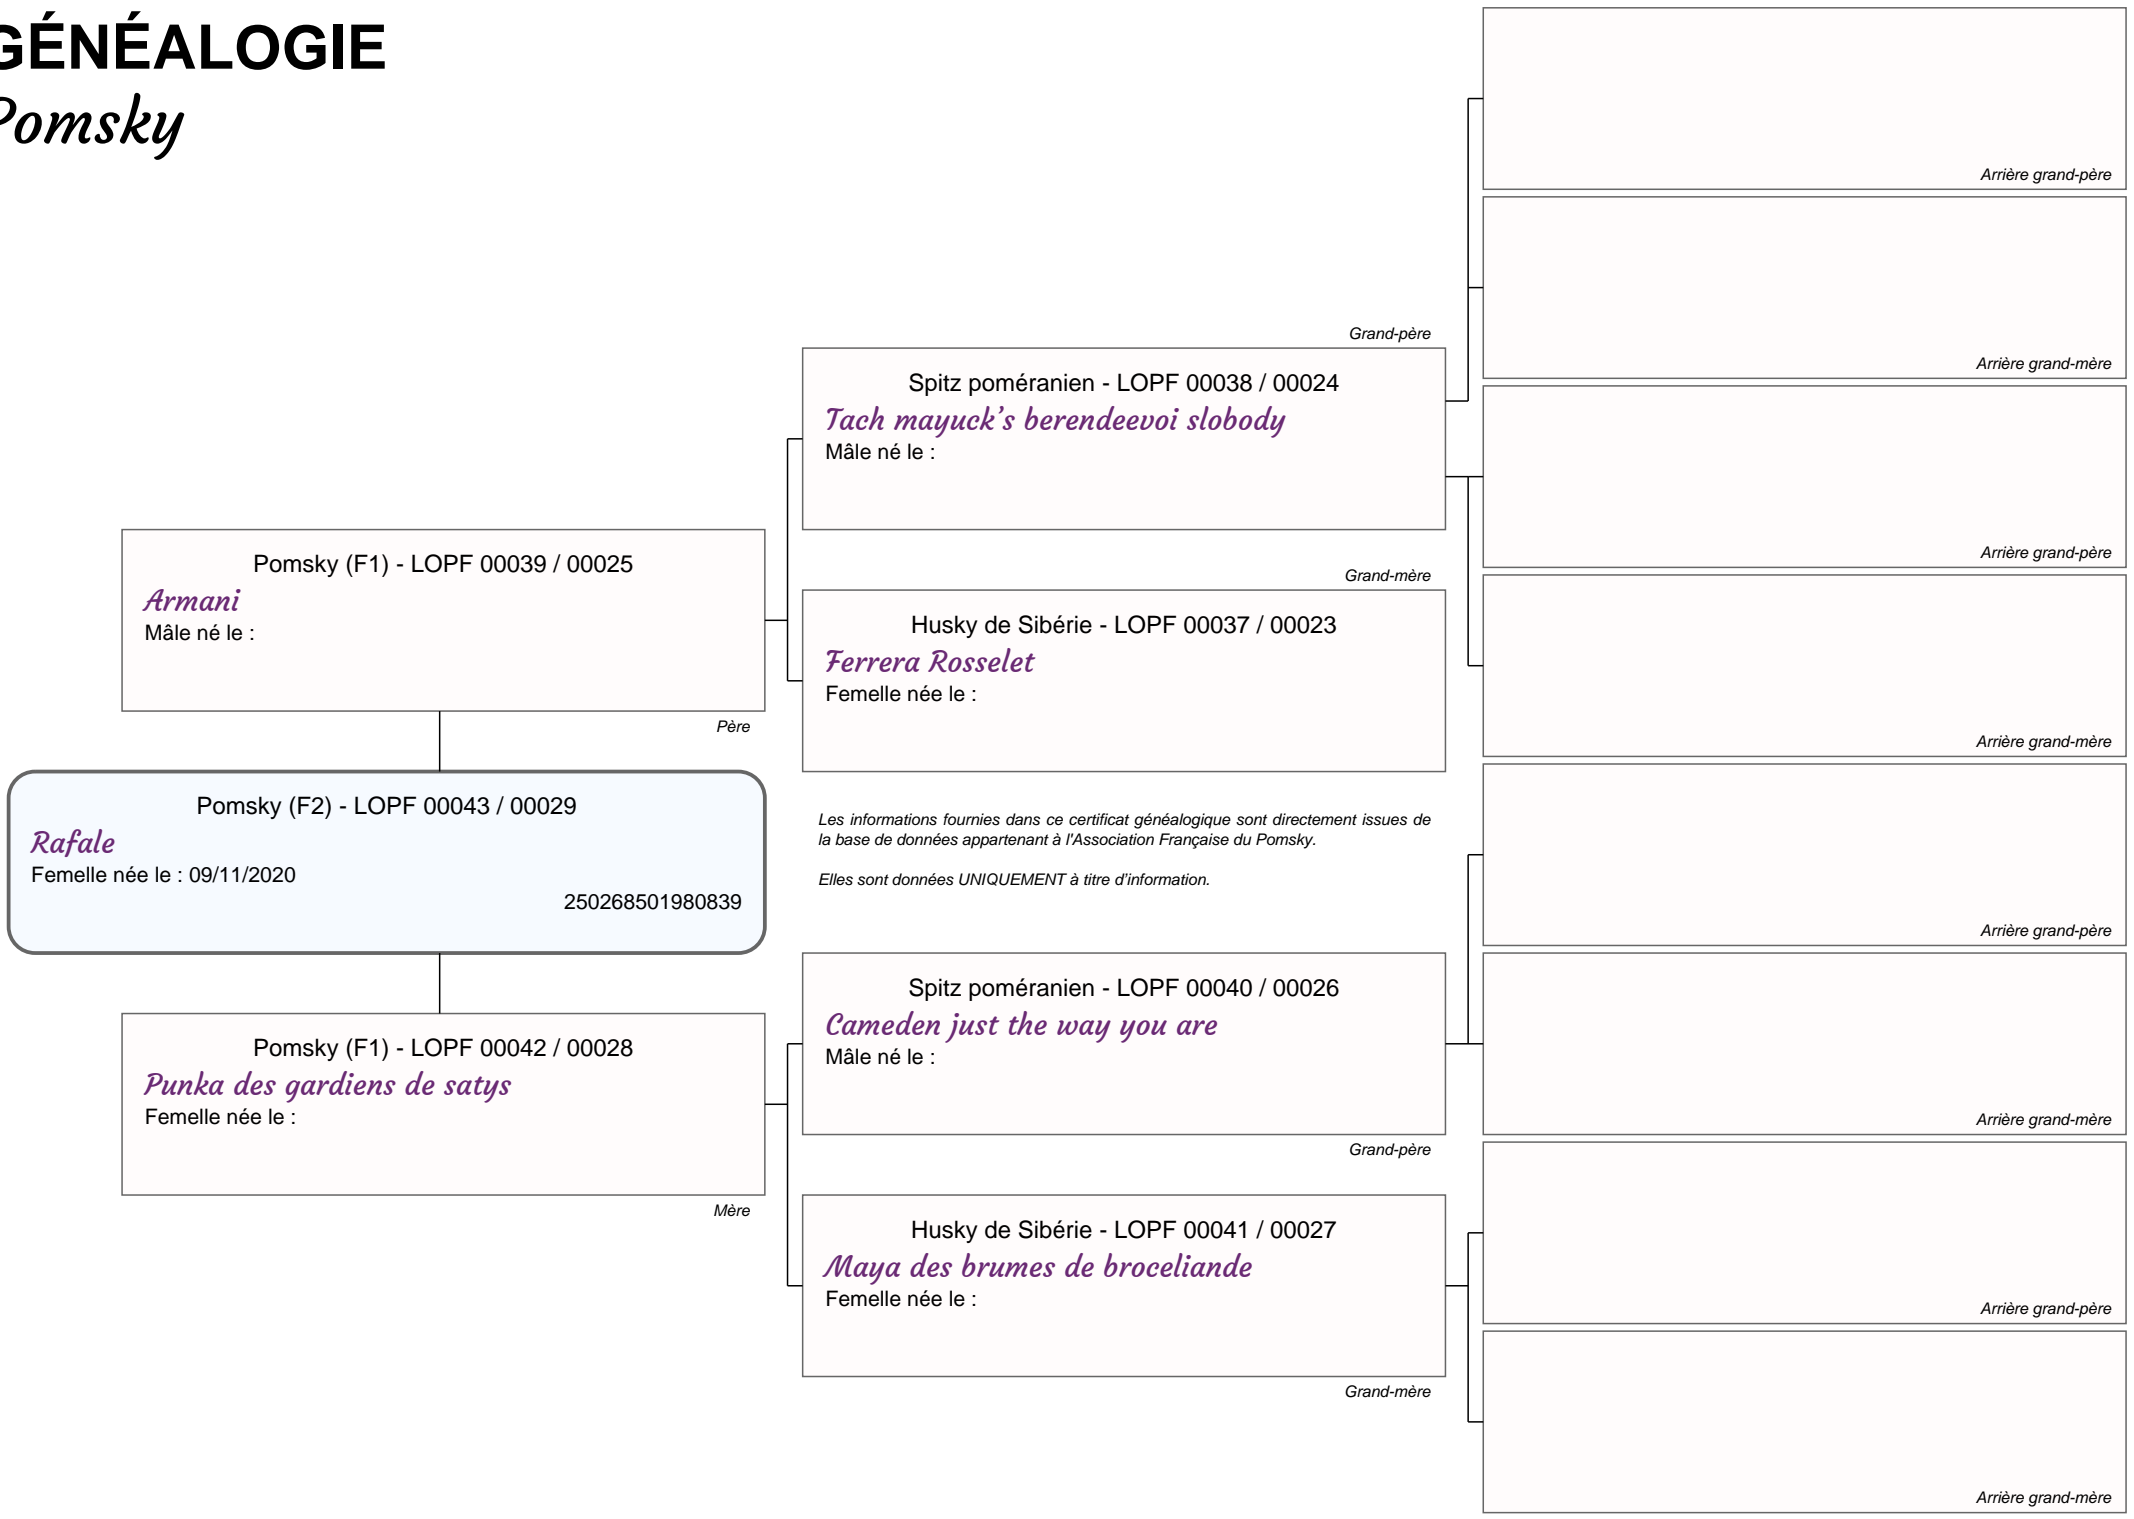 GÉNÉALOGIE
Pomsky
Arrière grand-père
Arrière grand-mère
Grand-père
Spitz poméranien - LOPF 00038 / 00024
Tach mayuck’s berendeevoi slobody
Mâle né le :
Arrière grand-père
Pomsky (F1) - LOPF 00039 / 00025
Armani
Mâle né le :
Père
Grand-mère
Husky de Sibérie - LOPF 00037 / 00023
Ferrera Rosselet
Femelle née le :
Arrière grand-mère
Pomsky (F2) - LOPF 00043 / 00029
Rafale
Femelle née le : 09/11/2020
250268501980839
Les informations fournies dans ce certificat généalogique sont directement issues de
la base de données appartenant à l'Association Française du Pomsky.
Elles sont données UNIQUEMENT à titre d’information.
Arrière grand-père
Spitz poméranien - LOPF 00040 / 00026
Cameden just the way you are
Mâle né le :
Grand-père
Arrière grand-mère
Pomsky (F1) - LOPF 00042 / 00028
Punka des gardiens de satys
Femelle née le :
Mère
Husky de Sibérie - LOPF 00041 / 00027
Maya des brumes de broceliande
Femelle née le :
Grand-mère
Arrière grand-père
Arrière grand-mère